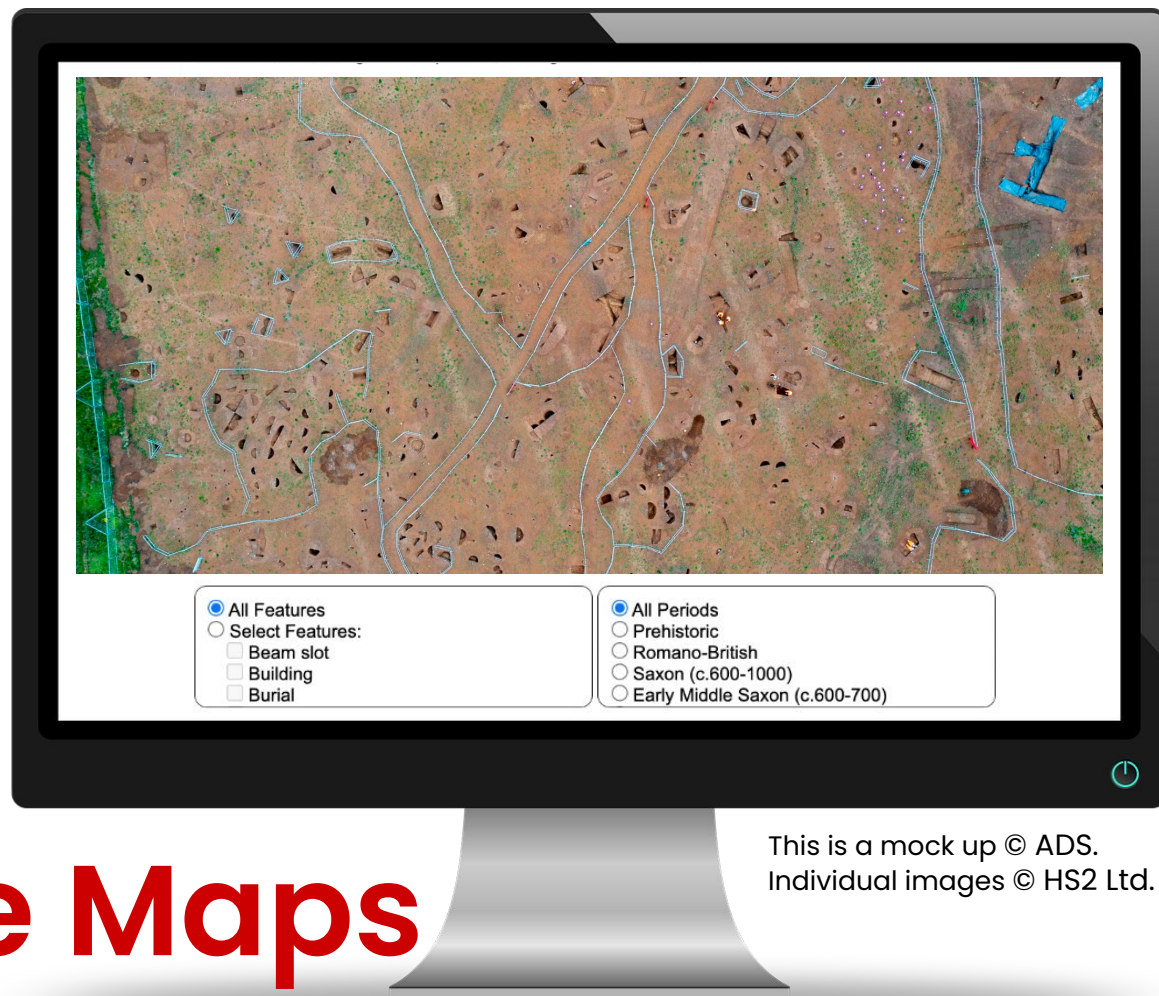 All Features
Select Features:
Beam slot
Building
Burial
All Periods
Prehistoric
Romano-British
Saxon (c.600-1000)
Early Middle Saxon (c.600-700)
This is a mock up © ADS.
Individual images © HS2 Ltd.
e Maps